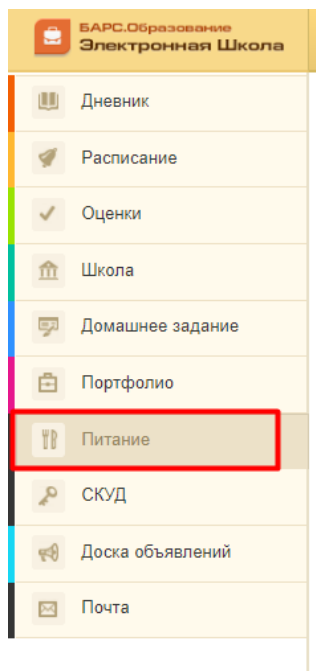 БАРС.Образование
Электронная Школа
Дневник
Расписание
Оценки
Школа
Домашнее задание
Портфолио
Питание
СКУД
Доска объявлений
Почта